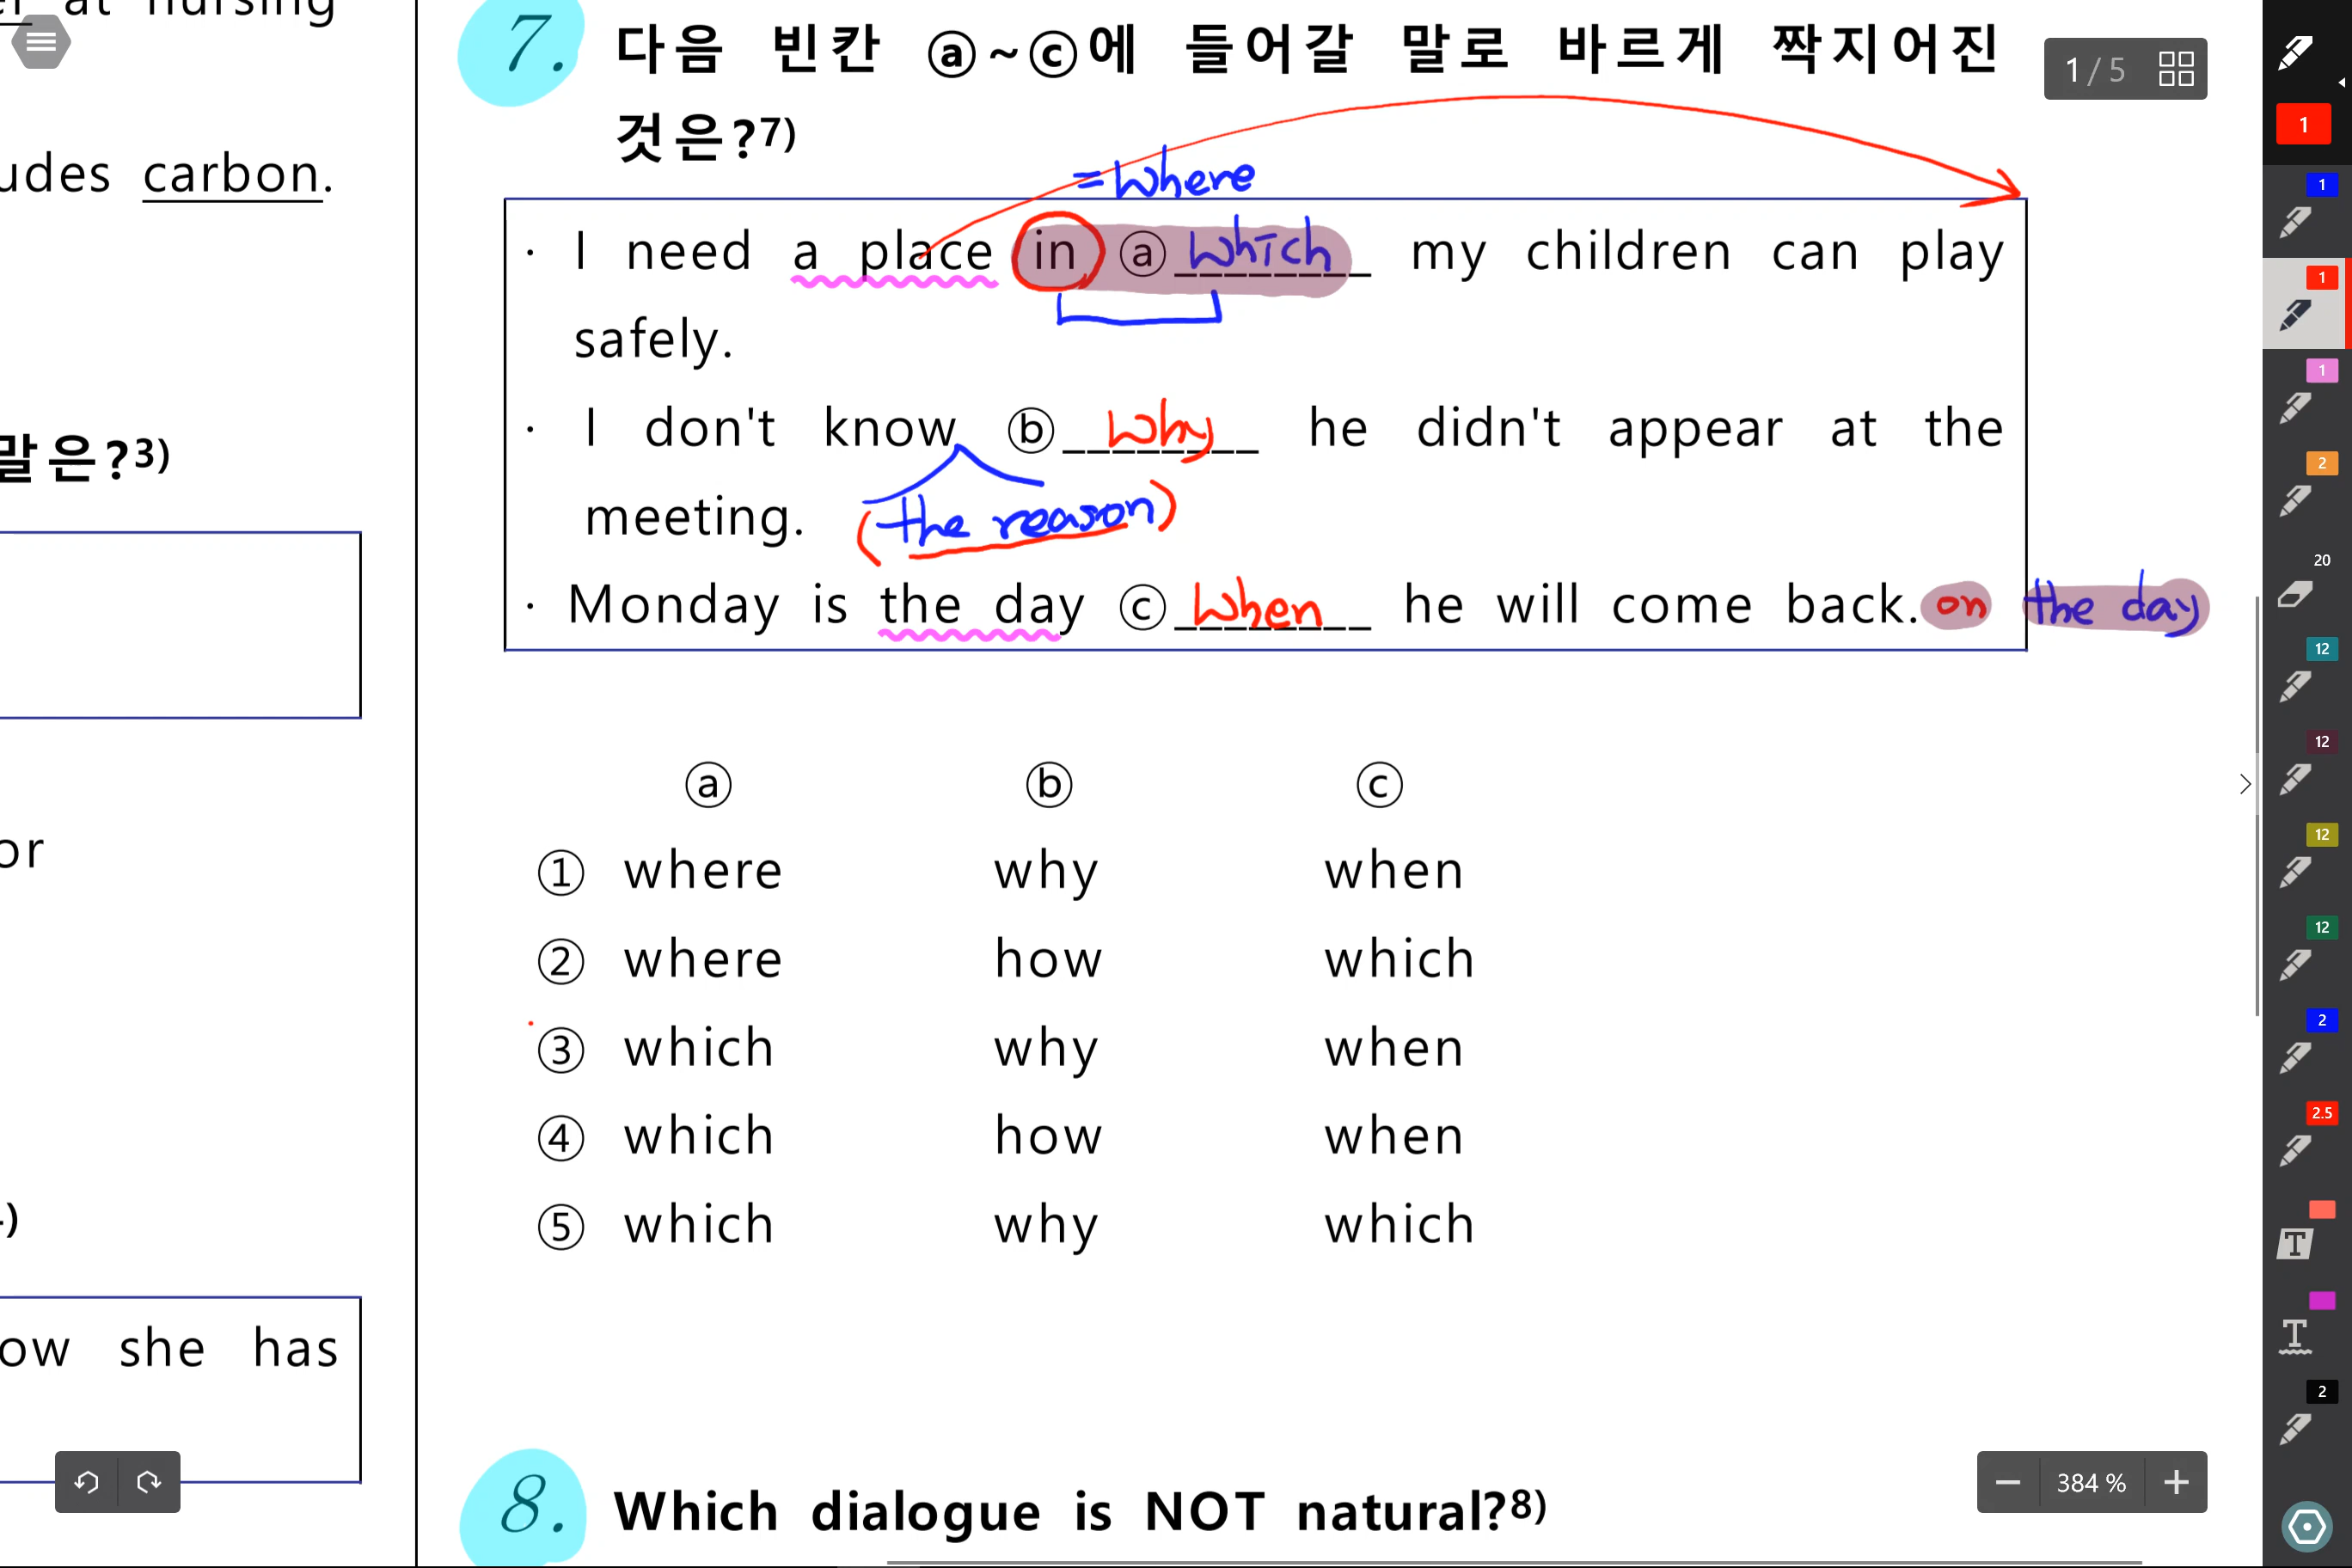 at nursing
udes carbon.
말은?3)
or
ow she has
7. 다음 빈칸 ⓐ~ⓒ에 들어갈 말로 바르게 짝지어진
것은?7)
=where
· I need a place in ⓐ which my children can play
safely.
· I don't know ⓑ why he didn't appear at the
meeting. (the reason)
· Monday is the day ⓒ when he will come back. on the day
ⓐ ⓑ ⓒ
① where why when
② where how which
③ which why when
④ which how when
⑤ which why which
8. Which dialogue is NOT natural?8)
1/5
384 %
1
1
1
1
2
20
12
12
12
12
2
2.5
T
T
2